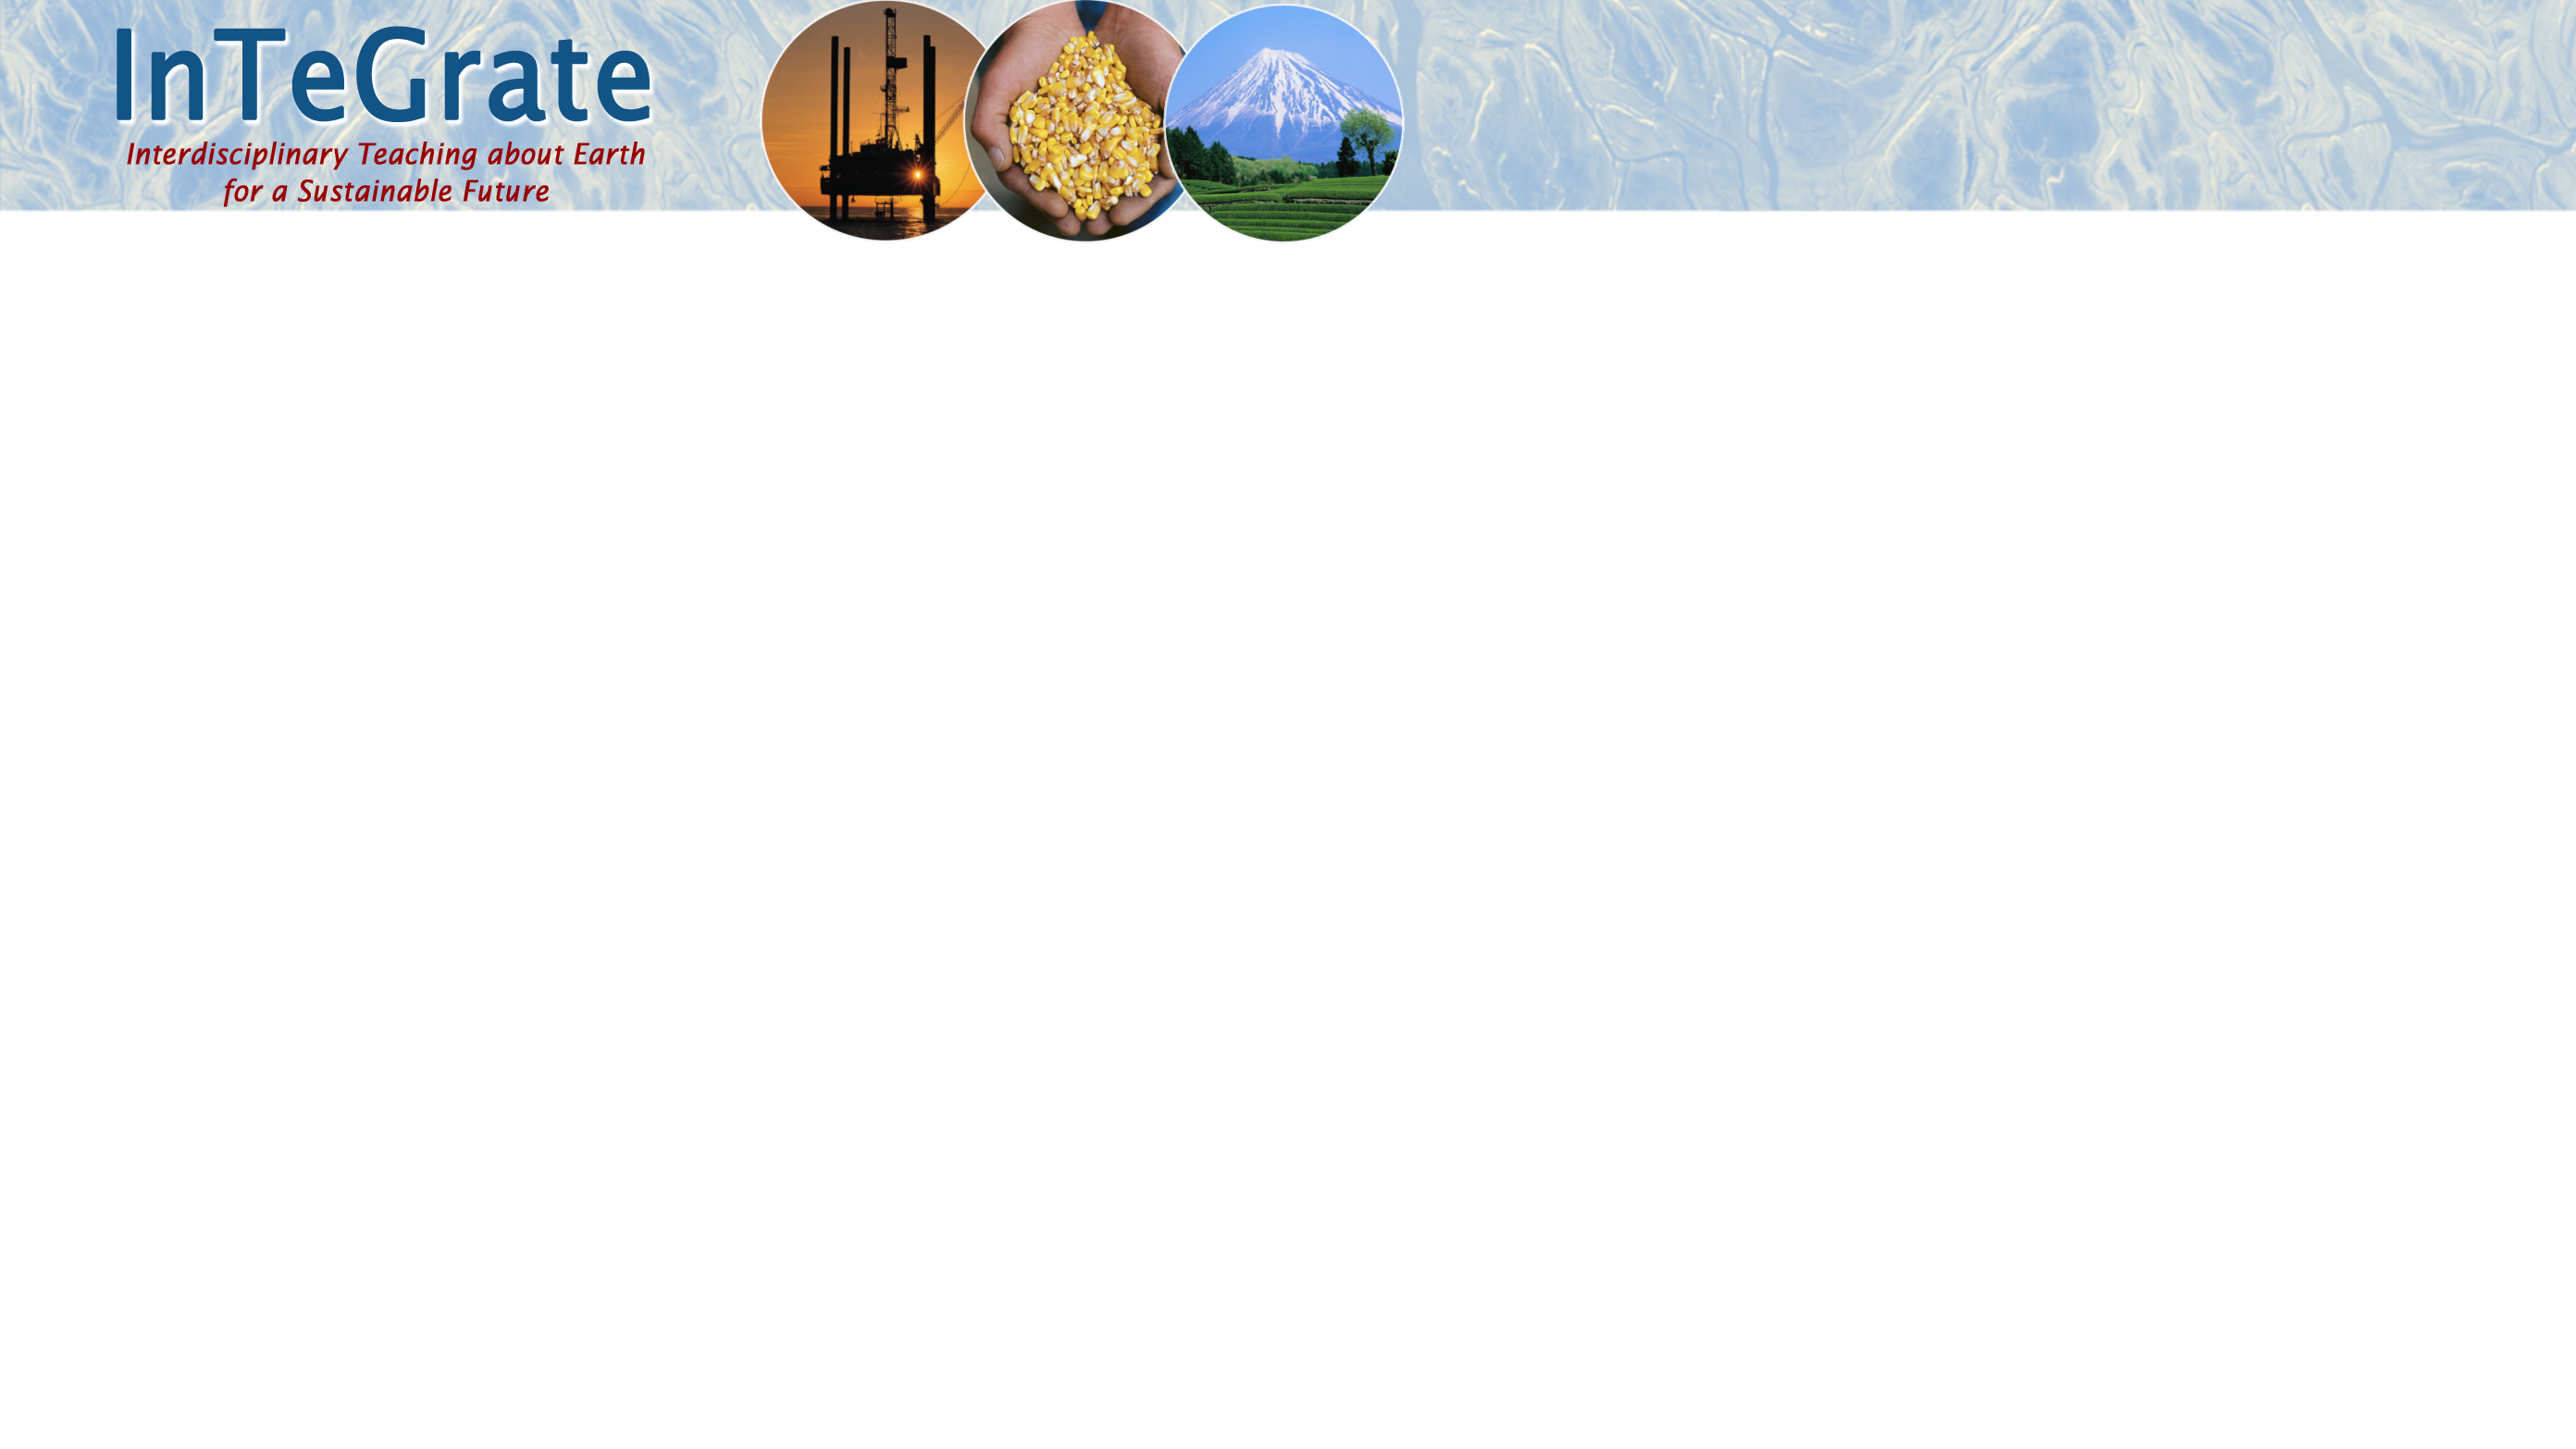 InTeGrate
Interdisciplinary Teaching about Earth
for a Sustainable Future